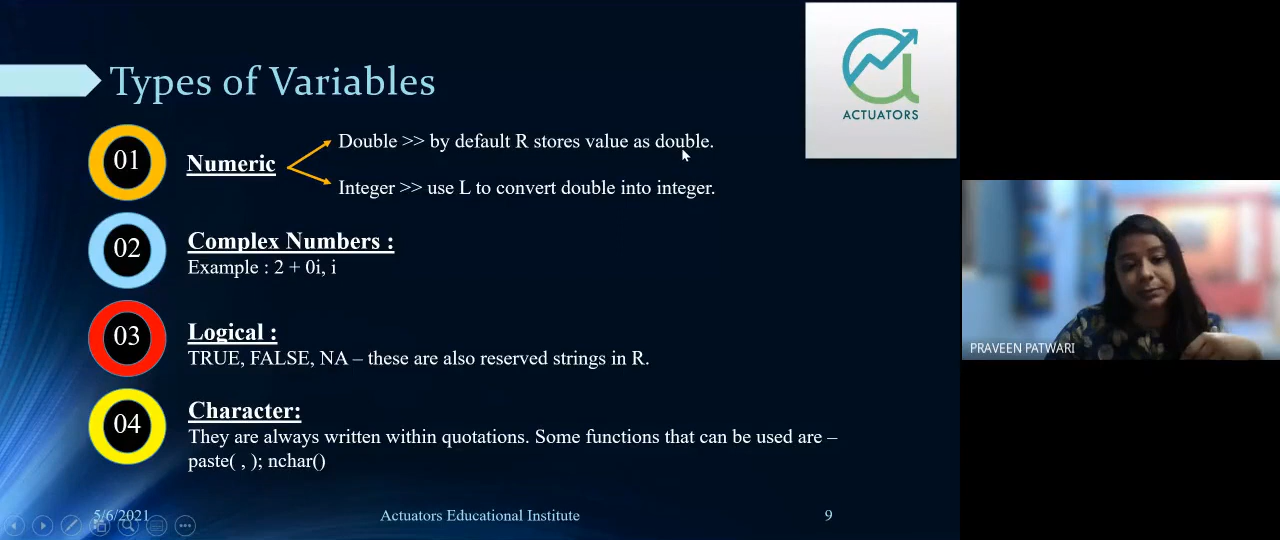 ACTUATORS
Types of Variables
01
Numeric
Double >> by default R stores value as double.
Integer >> use L to convert double into integer.
02
Complex Numbers :
Example : 2 + 0i, i
03
Logical :
TRUE, FALSE, NA – these are also reserved strings in R.
04
Character:
They are always written within quotations. Some functions that can be used are –
paste( , ); nchar()
5/6/2021
Actuators Educational Institute
9
PRAVEEN PATWARI